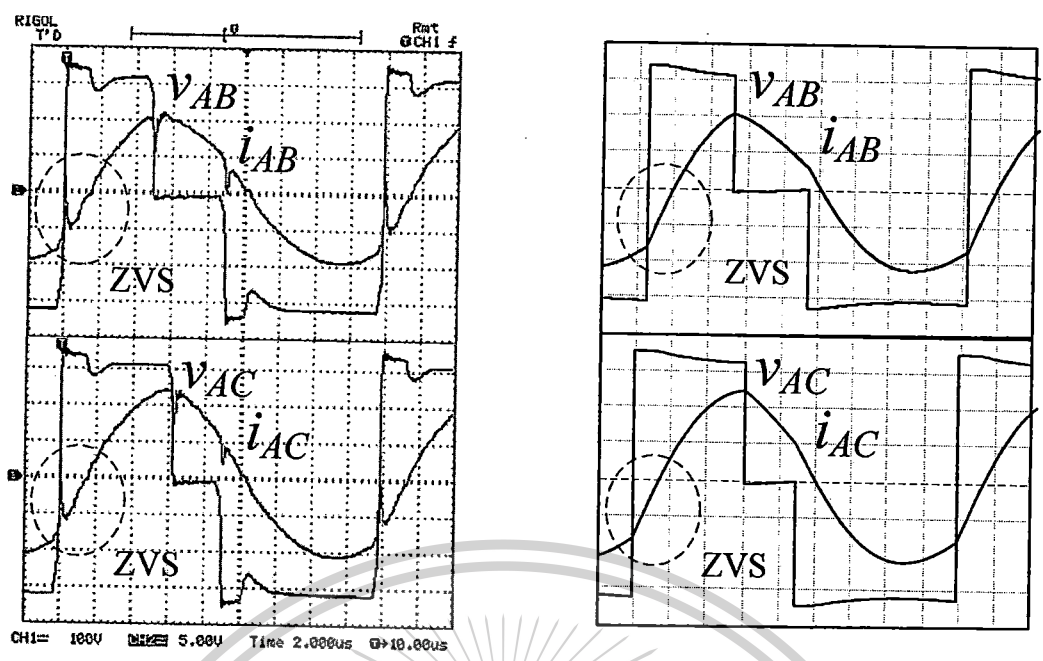 RIGOL
T'D
Rmt
CH1
v_AB
i_AB
ZVS
v_AC
i_AC
ZVS
CH1= 100V 5.00V Time 2.000us 10.00us
v_AB
i_AB
ZVS
v_AC
i_AC
ZVS